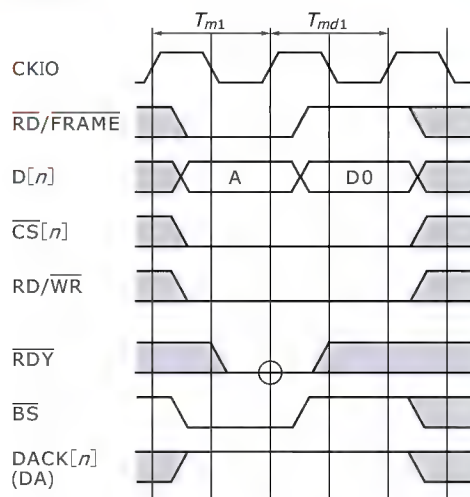 Tm1 Tmd1
CKIO
RD/FRAME
D[n] A D0
CS[n]
RD/WR
RDY
BS
DACK[n]
(DA)